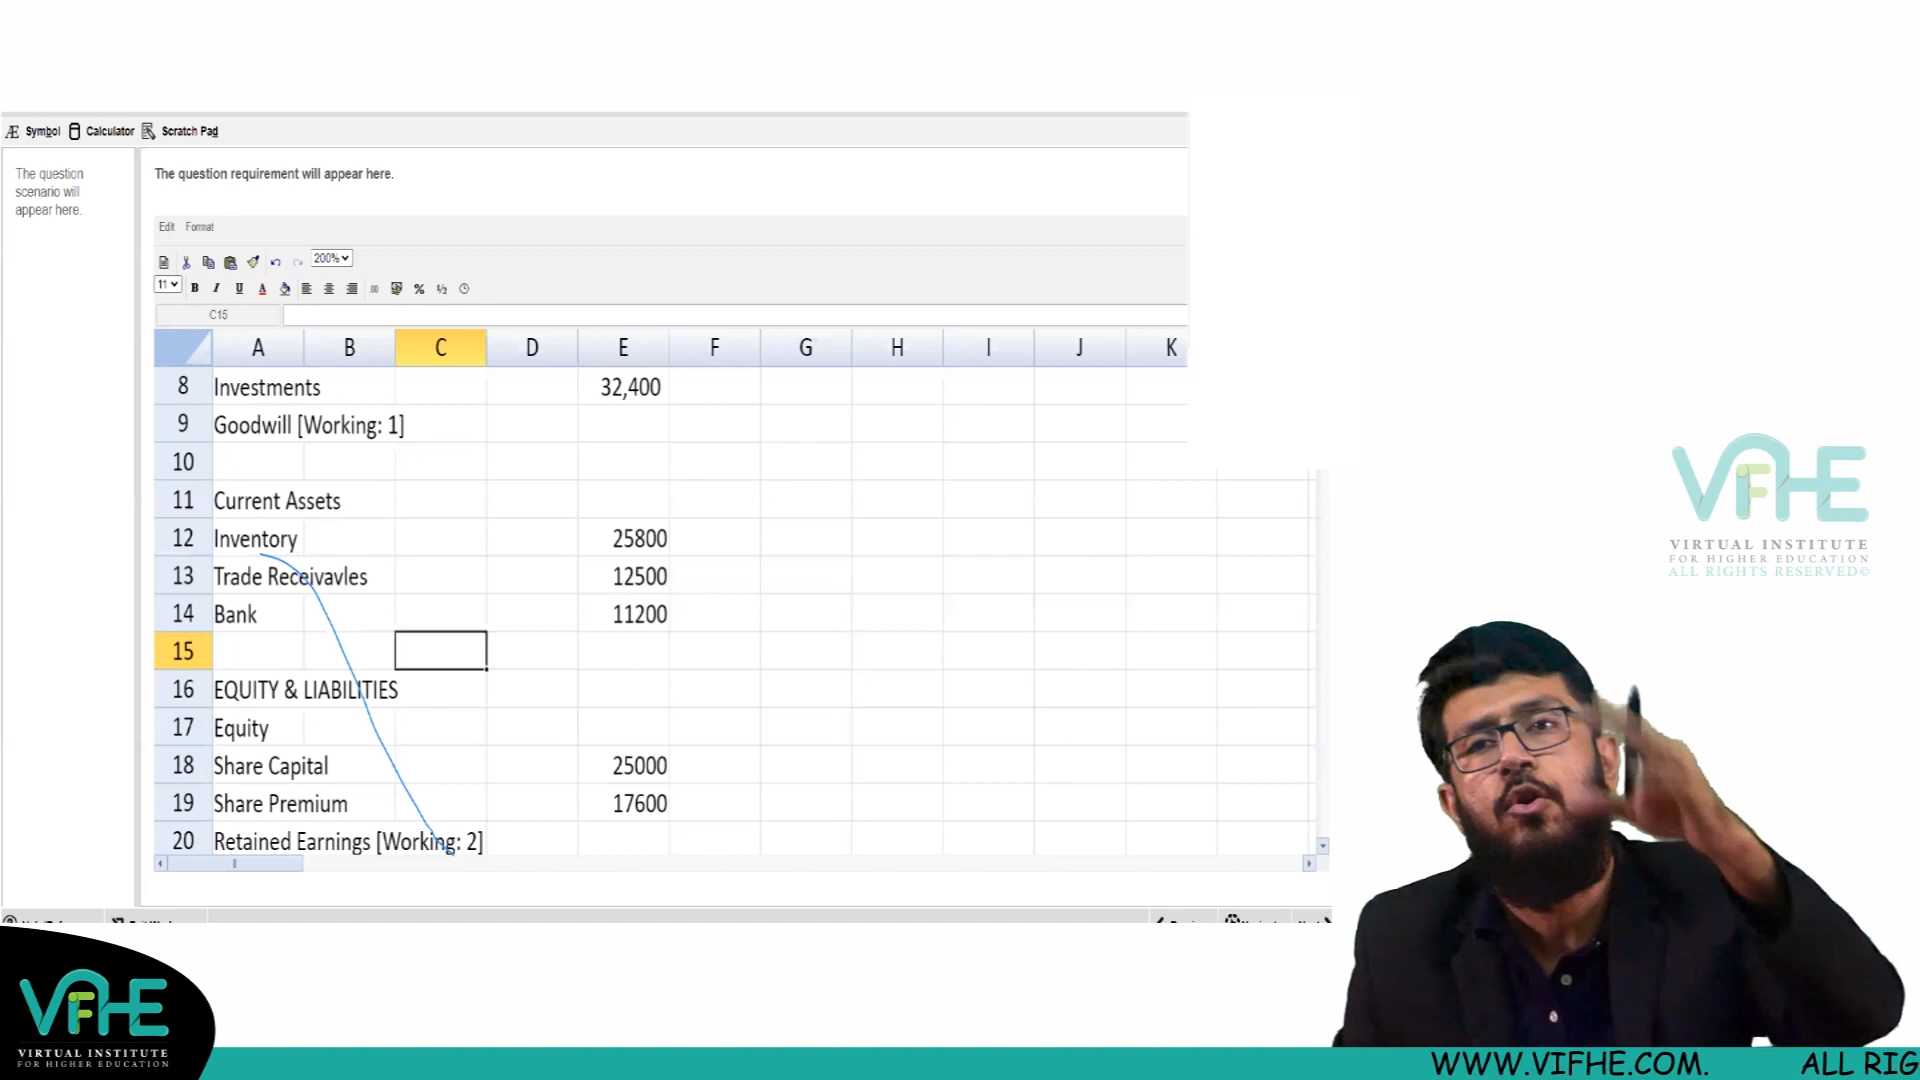 Æ Symbol Calculator Scratch Pad
The question
scenario will
appear here.
The question requirement will appear here.
Edit Format
200%
11 B I U A % ½
C15
A B C D E F G H I J K
8 Investments 32,400
9 Goodwill [Working: 1]
10
11 Current Assets
12 Inventory 25800
13 Trade Receivavles 12500
14 Bank 11200
15
16 EQUITY & LIABILITIES
17 Equity
18 Share Capital 25000
19 Share Premium 17600
20 Retained Earnings [Working: 2]
VIFHE
VIRTUAL INSTITUTE
FOR HIGHER EDUCATION
ALL RIGHTS RESERVED©
VIFHE
VIRTUAL INSTITUTE
FOR HIGHER EDUCATION
WWW.VIFHE.COM. ALL RIG